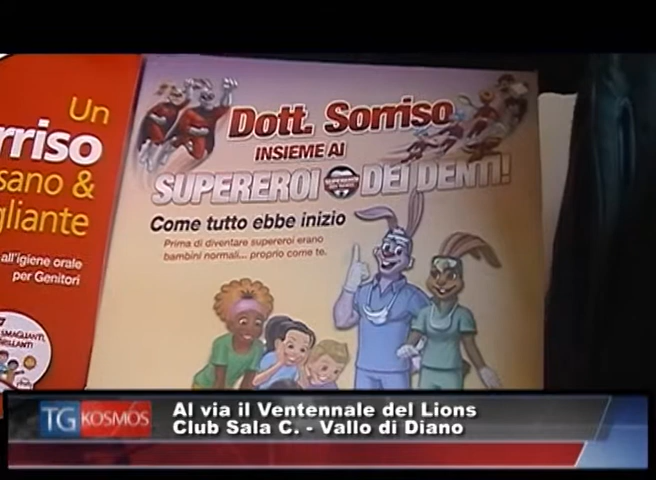 Un
rriso
sano &
gliante
all'igiene orale
per Genitori
SMAGLIANTI,
BRILLANTI
Dott. Sorriso
INSIEME AI
SUPEREROI DEI DENTI!
Come tutto ebbe inizio
Prima di diventare supereroi erano
bambini normali... proprio come te.
TG KOSMOS
Al via il Ventennale del Lions
Club Sala C. - Vallo di Diano